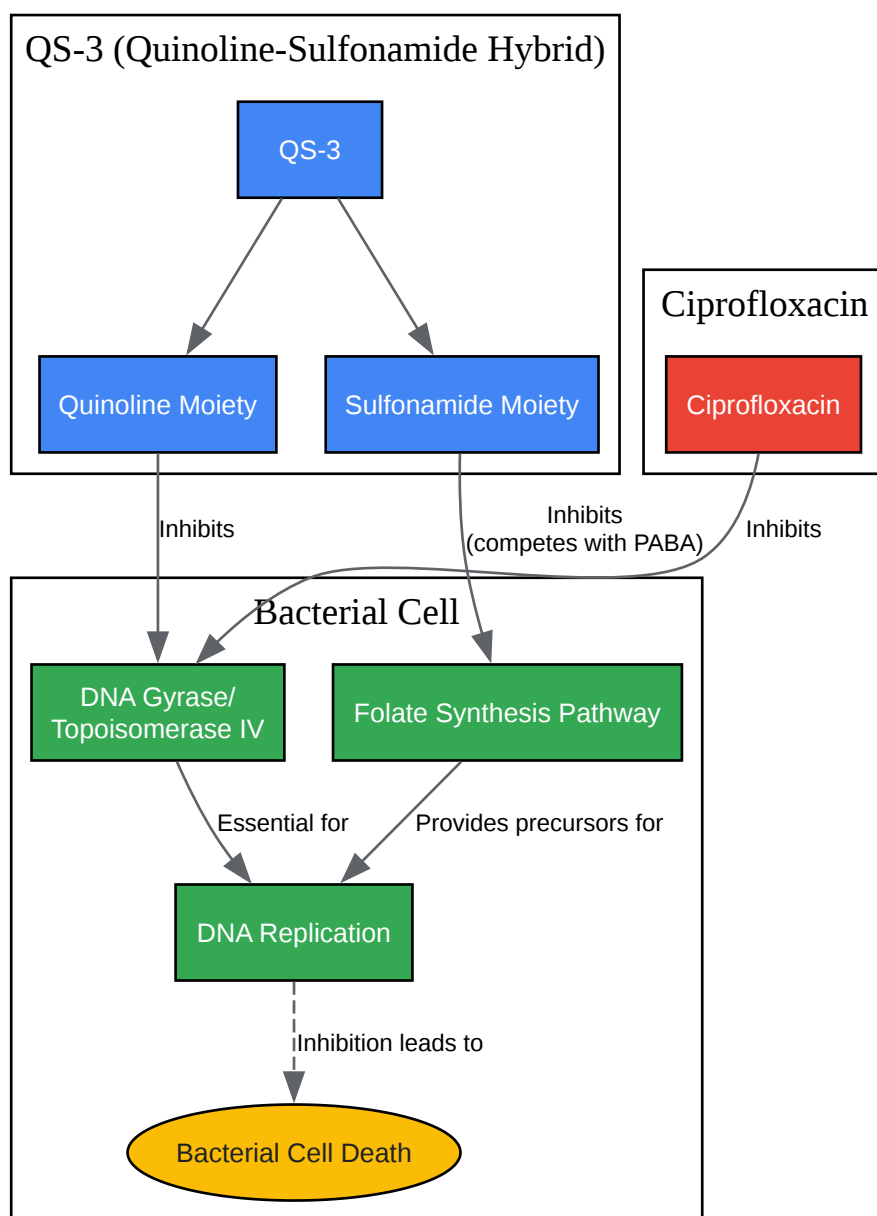 QS-3 (Quinoline-Sulfonamide Hybrid)
QS-3
Ciprofloxacin
Quinoline Moiety
Sulfonamide Moiety
Ciprofloxacin
Inhibits
Inhibits
(competes with PABA)
Inhibits
Bacterial Cell
DNA Gyrase/
Topoisomerase IV
Folate Synthesis Pathway
Essential for
Provides precursors for
DNA Replication
Inhibition leads to
Bacterial Cell Death